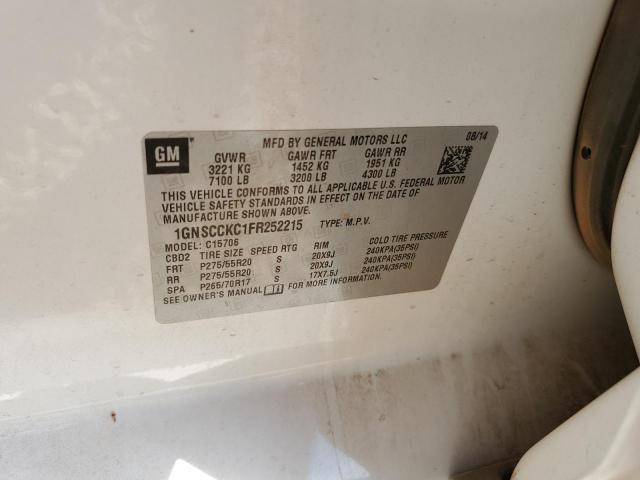 GM
MFD BY GENERAL MOTORS LLC 08/14
GVWR GAWR FRT GAWR RR
3221 KG 1452 KG 1951 KG
7100 LB 3200 LB 4300 LB
THIS VEHICLE CONFORMS TO ALL APPLICABLE U.S. FEDERAL MOTOR
VEHICLE SAFETY STANDARDS IN EFFECT ON THE DATE OF
MANUFACTURE SHOWN ABOVE.
1GNSCCKC1FR252215 TYPE: M.P.V.
MODEL: C15706
CBD2 TIRE SIZE SPEED RTG RIM COLD TIRE PRESSURE
FRT P275/55R20 S 20X9J 240KPA(35PSI)
RR P275/55R20 S 20X9J 240KPA(35PSI)
SPA P265/70R17 S 17X7.5J 240KPA(35PSI)
SEE OWNER'S MANUAL FOR MORE INFORMATION.